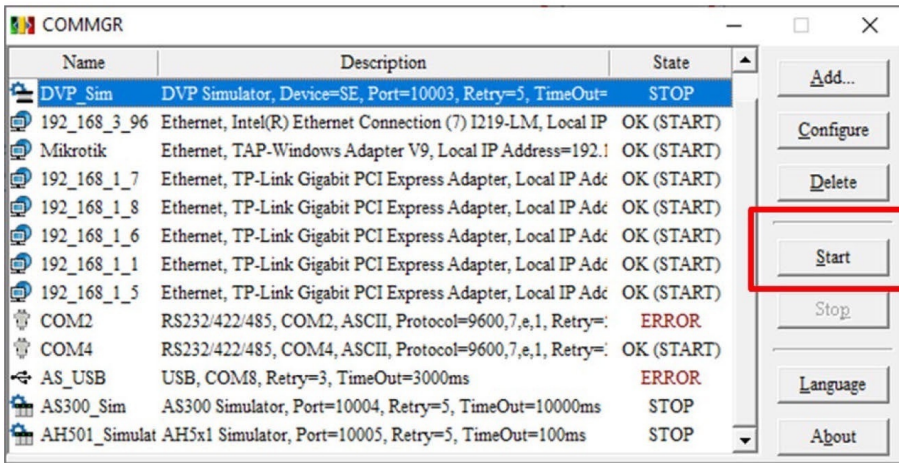 COMMGR
Name Description State
DVP_Sim DVP Simulator, Device=SE, Port=10003, Retry=5, TimeOut= STOP
192_168_3_96 Ethernet, Intel(R) Ethernet Connection (7) I219-LM, Local IP OK (START)
Mikrotik Ethernet, TAP-Windows Adapter V9, Local IP Address=192.1 OK (START)
192_168_1_7 Ethernet, TP-Link Gigabit PCI Express Adapter, Local IP Add OK (START)
192_168_1_8 Ethernet, TP-Link Gigabit PCI Express Adapter, Local IP Add OK (START)
192_168_1_6 Ethernet, TP-Link Gigabit PCI Express Adapter, Local IP Add OK (START)
192_168_1_1 Ethernet, TP-Link Gigabit PCI Express Adapter, Local IP Add OK (START)
192_168_1_5 Ethernet, TP-Link Gigabit PCI Express Adapter, Local IP Add OK (START)
COM2 RS232/422/485, COM2, ASCII, Protocol=9600,7,e,1, Retry= ERROR
COM4 RS232/422/485, COM4, ASCII, Protocol=9600,7,e,1, Retry= OK (START)
AS_USB USB, COM8, Retry=3, TimeOut=3000ms ERROR
AS300_Sim AS300 Simulator, Port=10004, Retry=5, TimeOut=10000ms STOP
AH501_Simulat AH5x1 Simulator, Port=10005, Retry=5, TimeOut=100ms STOP
Add...
Configure
Delete
Start
Stop
Language
About